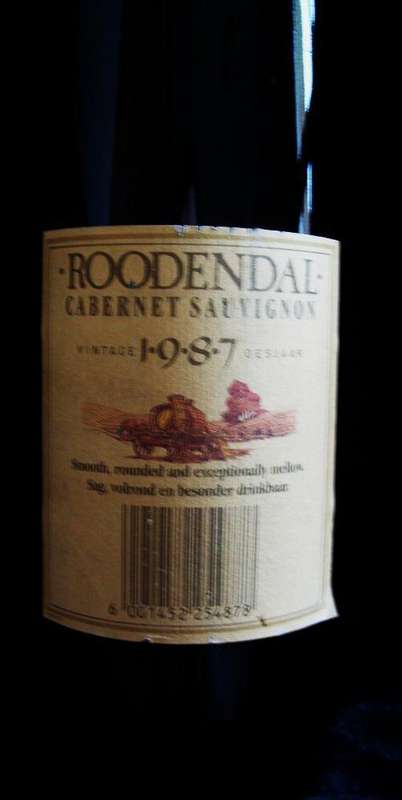 ·ROODENDAL·
CABERNET SAUVIGNON
VINTAGE 1·9·8·7 OESJAAR
Smooth, rounded and exceptionally mellow.
Sag, volrond en besonder drinkbaar.
6 001452 254878